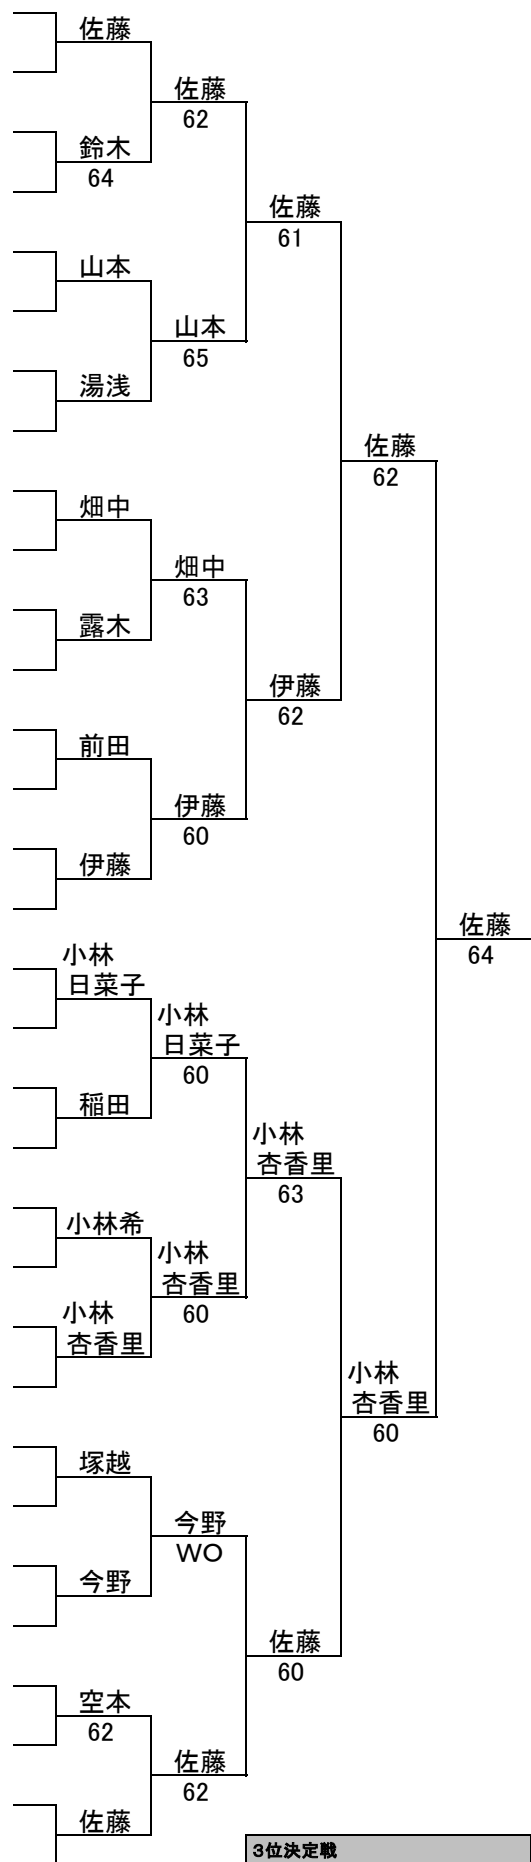 佐藤
佐藤
62
鈴木
64
佐藤
61
山本
山本
65
湯浅
佐藤
62
畑中
畑中
63
露木
伊藤
62
前田
伊藤
60
伊藤
佐藤
64
小林
日菜子
小林
日菜子
60
稲田
小林
杏香里
63
小林希
小林
杏香里
60
小林
杏香里
小林
杏香里
60
塚越
今野
WO
今野
佐藤
60
空本
62
佐藤
62
佐藤
3位決定戦